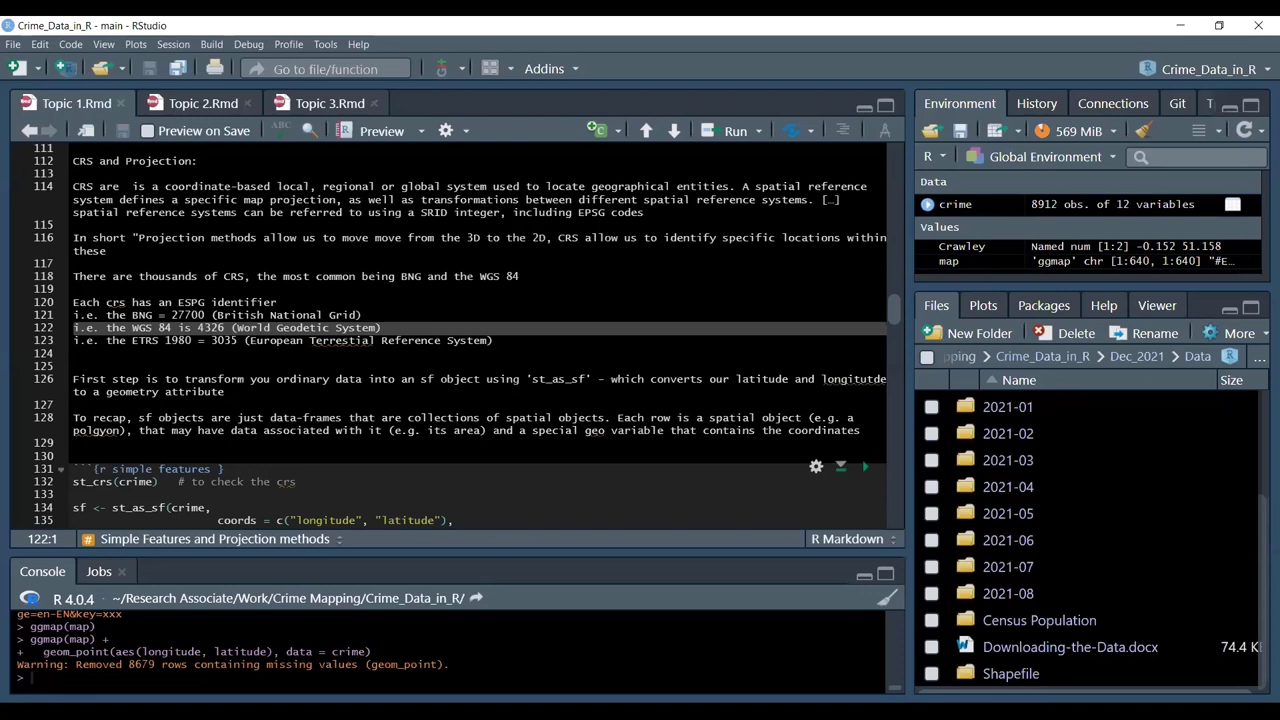 Crime_Data_in_R - main - RStudio
File Edit Code View Plots Session Build Debug Profile Tools Help
Go to file/function
Addins
Crime_Data_in_R
Topic 1.Rmd
Topic 2.Rmd
Topic 3.Rmd
Preview on Save
ABC
Preview
Run
111
112 CRS and Projection:
113
114 CRS are  is a coordinate-based local, regional or global system used to locate geographical entities. A spatial reference
system defines a specific map projection, as well as transformations between different spatial reference systems. […]
spatial reference systems can be referred to using a SRID integer, including EPSG codes
115
116 In short "Projection methods allow us to move move from the 3D to the 2D, CRS allow us to identify specific locations within
these
117
118 There are thousands of CRS, the most common being BNG and the WGS 84
119
120 Each crs has an ESPG identifier
121 i.e. the BNG = 27700 (British National Grid)
122 i.e. the WGS 84 is 4326 (World Geodetic System)
123 i.e. the ETRS 1980 = 3035 (European Terrestial Reference System)
124
125
126 First step is to transform you ordinary data into an sf object using 'st_as_sf' - which converts our latitude and longitutde
to a geometry attribute
127
128 To recap, sf objects are just data-frames that are collections of spatial objects. Each row is a spatial object (e.g. a
polgyon), that may have data associated with it (e.g. its area) and a special geo variable that contains the coordinates
129
130
131 ```{r simple features }
132 st_crs(crime)   # to check the crs
133
134 sf <- st_as_sf(crime,
135 coords = c("longitude", "latitude"),
122:1
# Simple Features and Projection methods
R Markdown
Console
Jobs
R 4.0.4 · ~/Research Associate/Work/Crime Mapping/Crime_Data_in_R/
ge=en-EN&key=xxx
> ggmap(map)
> ggmap(map) +
+   geom_point(aes(longitude, latitude), data = crime)
Warning: Removed 8679 rows containing missing values (geom_point).
>
Environment
History
Connections
Git
T
569 MiB
R
Global Environment
Data
crime 8912 obs. of 12 variables
Values
Crawley Named num [1:2] -0.152 51.158
map 'ggmap' chr [1:640, 1:640] "#E…
Files
Plots
Packages
Help
Viewer
New Folder
Delete
Rename
More
pping > Crime_Data_in_R > Dec_2021 > Data
...
Name
Size
2021-01
2021-02
2021-03
2021-04
2021-05
2021-06
2021-07
2021-08
Census Population
Downloading-the-Data.docx 74.4 K
Shapefile